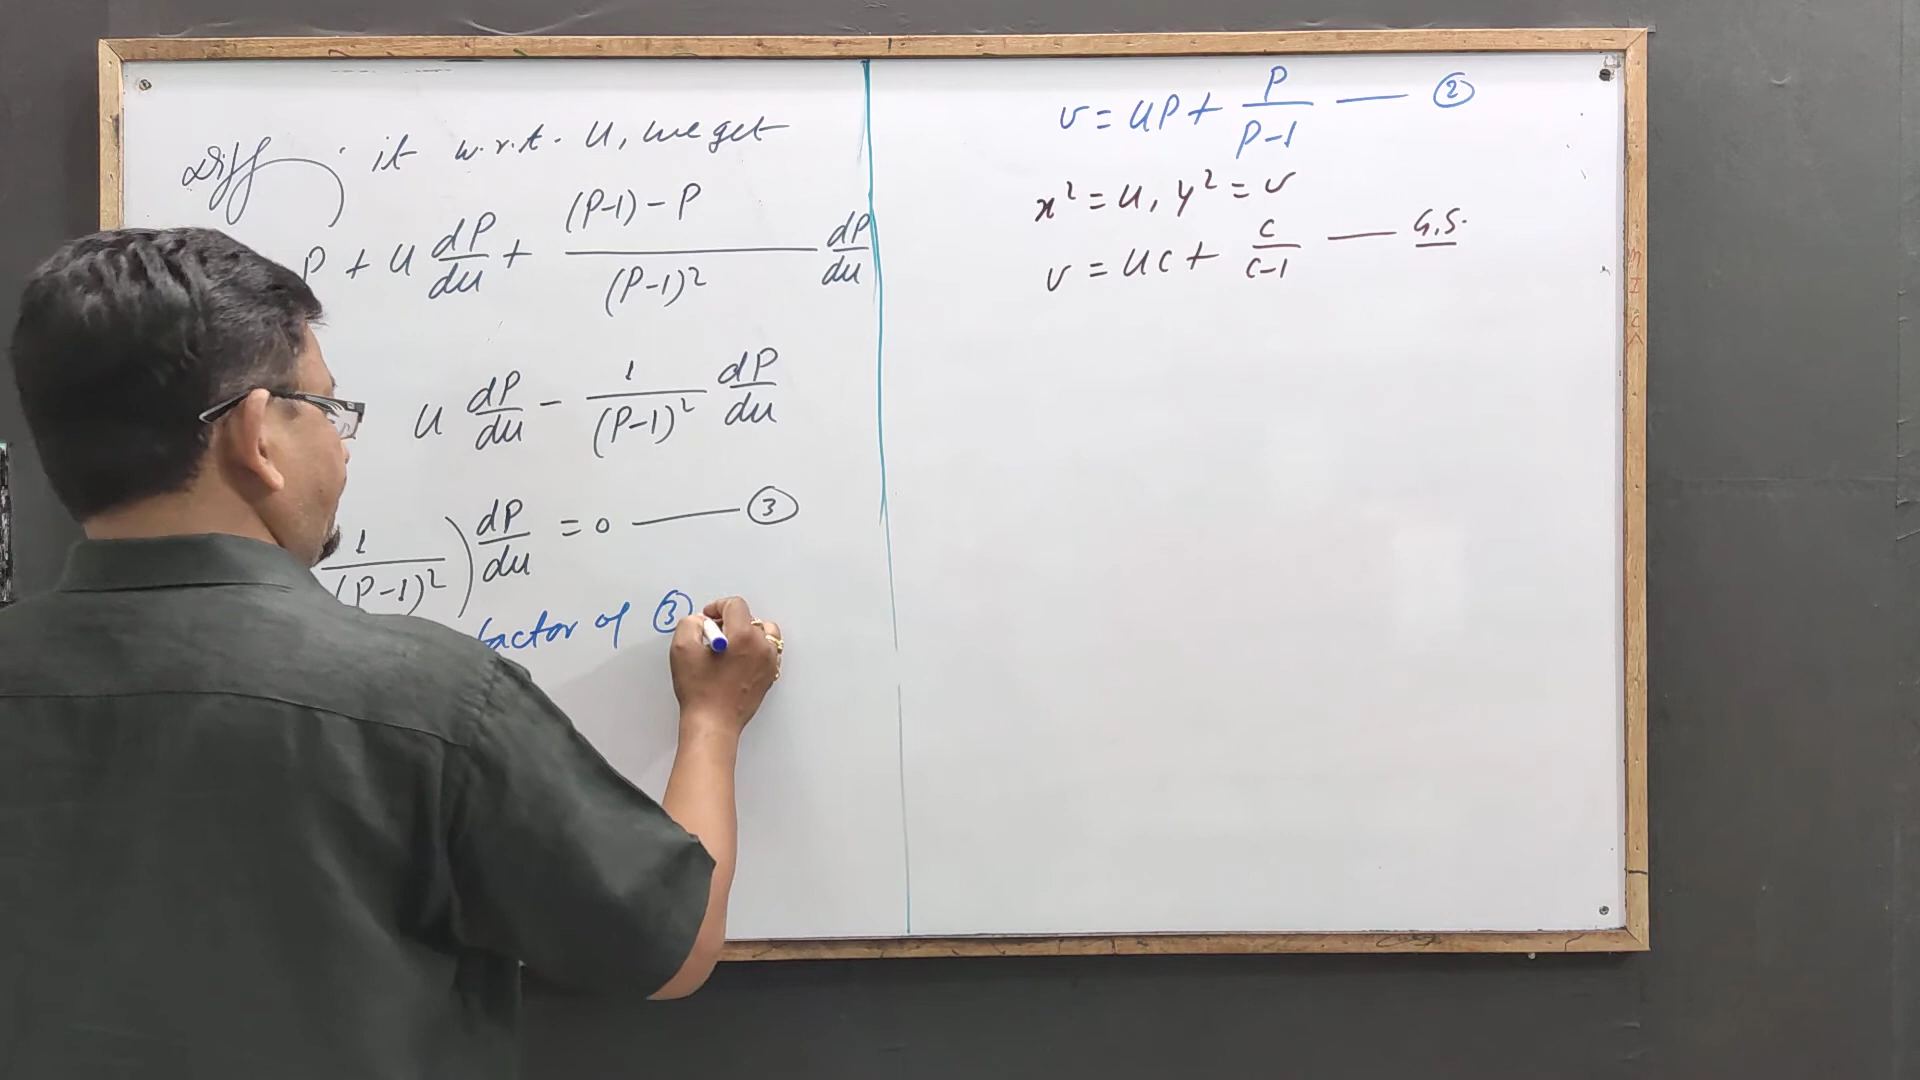 Diff. it w.r.t. u, we get
P + u dP/du + (P-1) - P / (P-1)² dP/du
u dP/du - 1/(P-1)² dP/du
1/(P-1)²) dP/du = 0 — ③
factor of ③
v = uP + P/(P-1) — ②
x² = u, y² = v
v = uc + c/(c-1) — G.S.